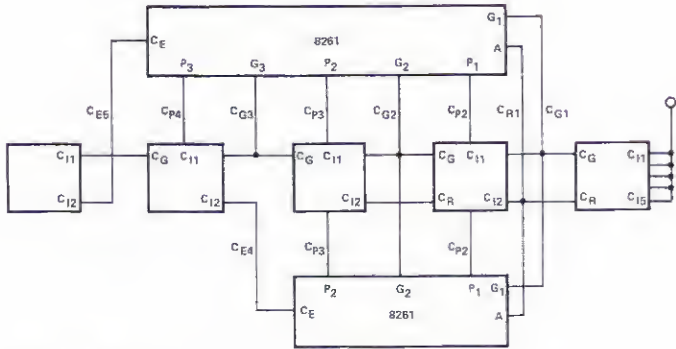 G1
CE 8261 A
P3 G3 P2 G2 P1
CE5 CP4 CG3 CP3 CG2 CP2 CR1 CG1
CI1 CG CI1 CG CI1 CG CI1 CG CI1
CI2 CI2 CI2 CR CI2 CR CI5
CE4 CP3 CP2
P2 G2 P1 G1
CE 8261 A